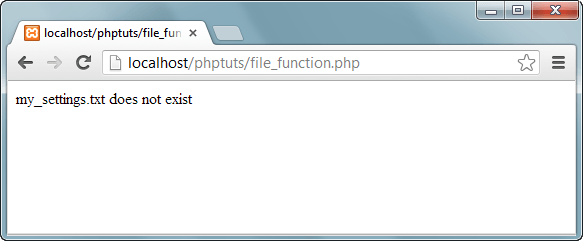 localhost/phptuts/file_fun
localhost/phptuts/file_function.php
my_settings.txt does not exist